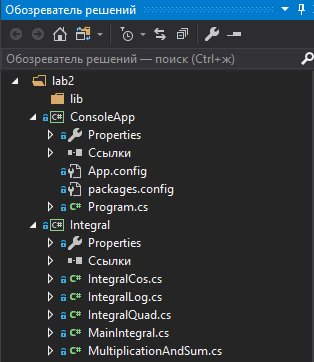 Обозреватель решений
Обозреватель решений — поиск (Ctrl+ж)
lab2
lib
C# ConsoleApp
Properties
Ссылки
App.config
packages.config
C# Program.cs
C# Integral
Properties
Ссылки
C# IntegralCos.cs
C# IntegralLog.cs
C# IntegralQuad.cs
C# MainIntegral.cs
C# MultiplicationAndSum.cs